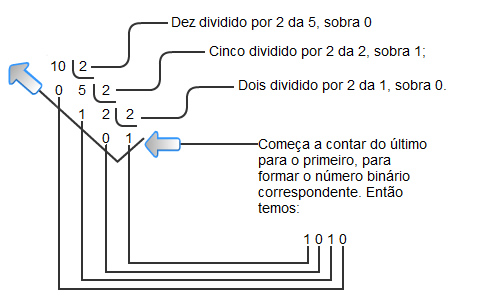 Dez dividido por 2 da 5, sobra 0
Cinco dividido por 2 da 2, sobra 1;
10 2
Dois dividido por 2 da 1, sobra 0.
0 5 2
1 2 2
0 1
Começa a contar do último
para o primeiro, para
formar o número binário
correspondente. Então
temos:
1 0 1 0